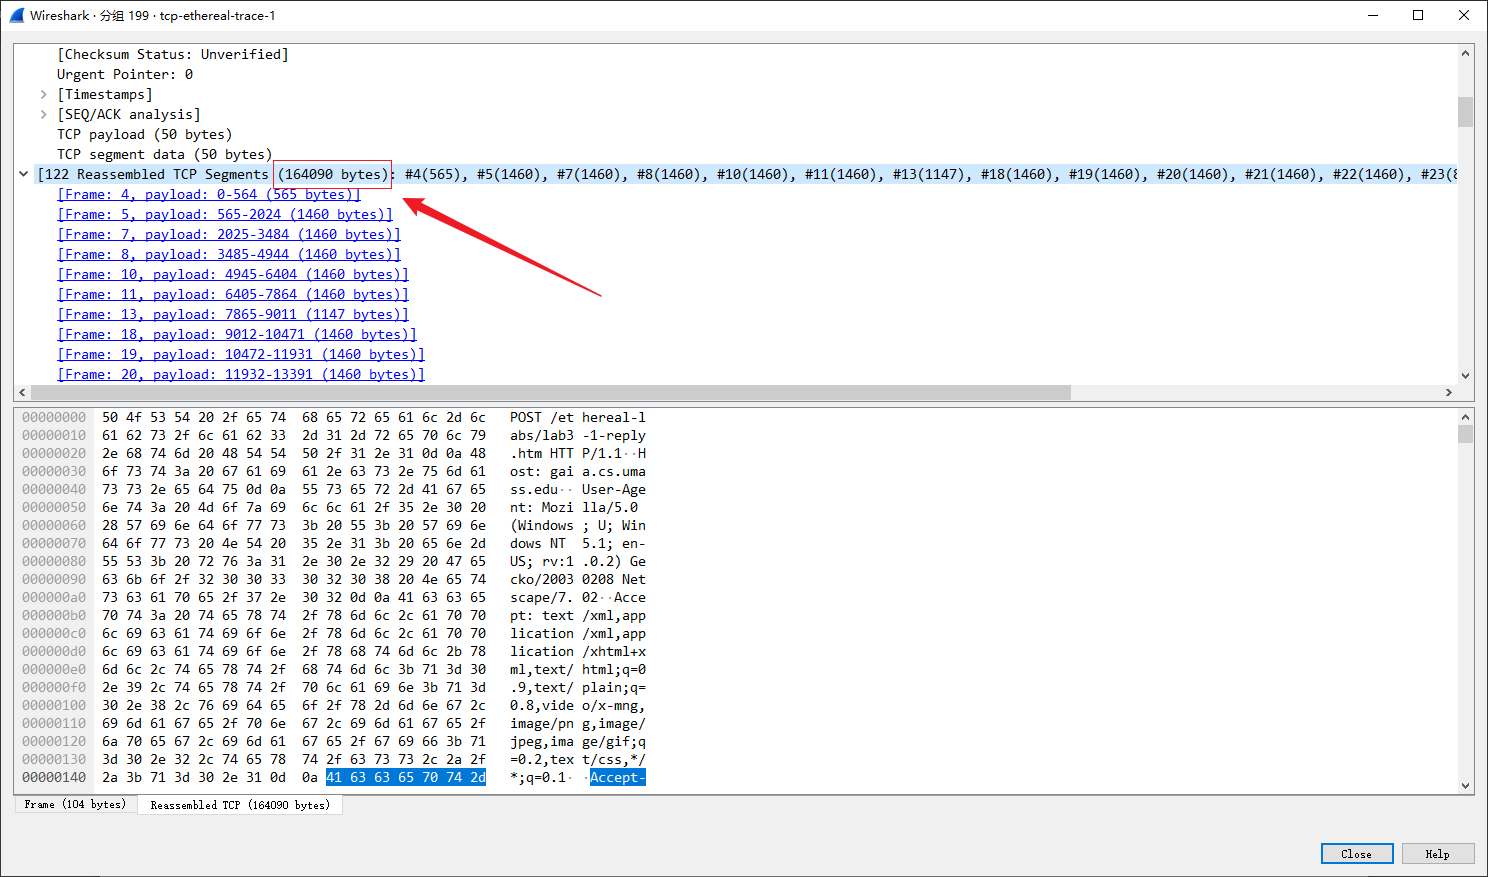 Wireshark · 分组 199 · tcp-ethereal-trace-1
[Checksum Status: Unverified]
Urgent Pointer: 0
[Timestamps]
[SEQ/ACK analysis]
TCP payload (50 bytes)
TCP segment data (50 bytes)
[122 Reassembled TCP Segments (164090 bytes): #4(565), #5(1460), #7(1460), #8(1460), #10(1460), #11(1460), #13(1147), #18(1460), #19(1460), #20(1460), #21(1460), #22(1460), #23(8
[Frame: 4, payload: 0-564 (565 bytes)]
[Frame: 5, payload: 565-2024 (1460 bytes)]
[Frame: 7, payload: 2025-3484 (1460 bytes)]
[Frame: 8, payload: 3485-4944 (1460 bytes)]
[Frame: 10, payload: 4945-6404 (1460 bytes)]
[Frame: 11, payload: 6405-7864 (1460 bytes)]
[Frame: 13, payload: 7865-9011 (1147 bytes)]
[Frame: 18, payload: 9012-10471 (1460 bytes)]
[Frame: 19, payload: 10472-11931 (1460 bytes)]
[Frame: 20, payload: 11932-13391 (1460 bytes)]
00000000 50 4f 53 54 20 2f 65 74 68 65 72 65 61 6c 2d 6c POST /et hereal-l
00000010 61 62 73 2f 6c 61 62 33 2d 31 2d 72 65 70 6c 79 abs/lab3 -1-reply
00000020 2e 68 74 6d 20 48 54 54 50 2f 31 2e 31 0d 0a 48 .htm HTT P/1.1··H
00000030 6f 73 74 3a 20 67 61 69 61 2e 63 73 2e 75 6d 61 ost: gai a.cs.uma
00000040 73 73 2e 65 64 75 0d 0a 55 73 65 72 2d 41 67 65 ss.edu·· User-Age
00000050 6e 74 3a 20 4d 6f 7a 69 6c 6c 61 2f 35 2e 30 20 nt: Mozi lla/5.0
00000060 28 57 69 6e 64 6f 77 73 3b 20 55 3b 20 57 69 6e (Windows ; U; Win
00000070 64 6f 77 73 20 4e 54 20 35 2e 31 3b 20 65 6e 2d dows NT 5.1; en-
00000080 55 53 3b 20 72 76 3a 31 2e 30 2e 32 29 20 47 65 US; rv:1 .0.2) Ge
00000090 63 6b 6f 2f 32 30 30 33 30 32 30 38 20 4e 65 74 cko/2003 0208 Net
000000a0 73 63 61 70 65 2f 37 2e 30 32 0d 0a 41 63 63 65 scape/7. 02··Acce
000000b0 70 74 3a 20 74 65 78 74 2f 78 6d 6c 2c 61 70 70 pt: text /xml,app
000000c0 6c 69 63 61 74 69 6f 6e 2f 78 6d 6c 2c 61 70 70 lication /xml,app
000000d0 6c 69 63 61 74 69 6f 6e 2f 78 68 74 6d 6c 2b 78 lication /xhtml+x
000000e0 6d 6c 2c 74 65 78 74 2f 68 74 6d 6c 3b 71 3d 30 ml,text/ html;q=0
000000f0 2e 39 2c 74 65 78 74 2f 70 6c 61 69 6e 3b 71 3d .9,text/ plain;q=
00000100 30 2e 38 2c 76 69 64 65 6f 2f 78 2d 6d 6e 67 2c 0.8,vide o/x-mng,
00000110 69 6d 61 67 65 2f 70 6e 67 2c 69 6d 61 67 65 2f image/pn g,image/
00000120 6a 70 65 67 2c 69 6d 61 67 65 2f 67 69 66 3b 71 jpeg,ima ge/gif;q
00000130 3d 30 2e 32 2c 74 65 78 74 2f 63 73 73 2c 2a 2f =0.2,tex t/css,*/
00000140 2a 3b 71 3d 30 2e 31 0d 0a 41 63 63 65 70 74 2d *;q=0.1· ·Accept-
Frame (104 bytes) Reassembled TCP (164090 bytes)
Close Help